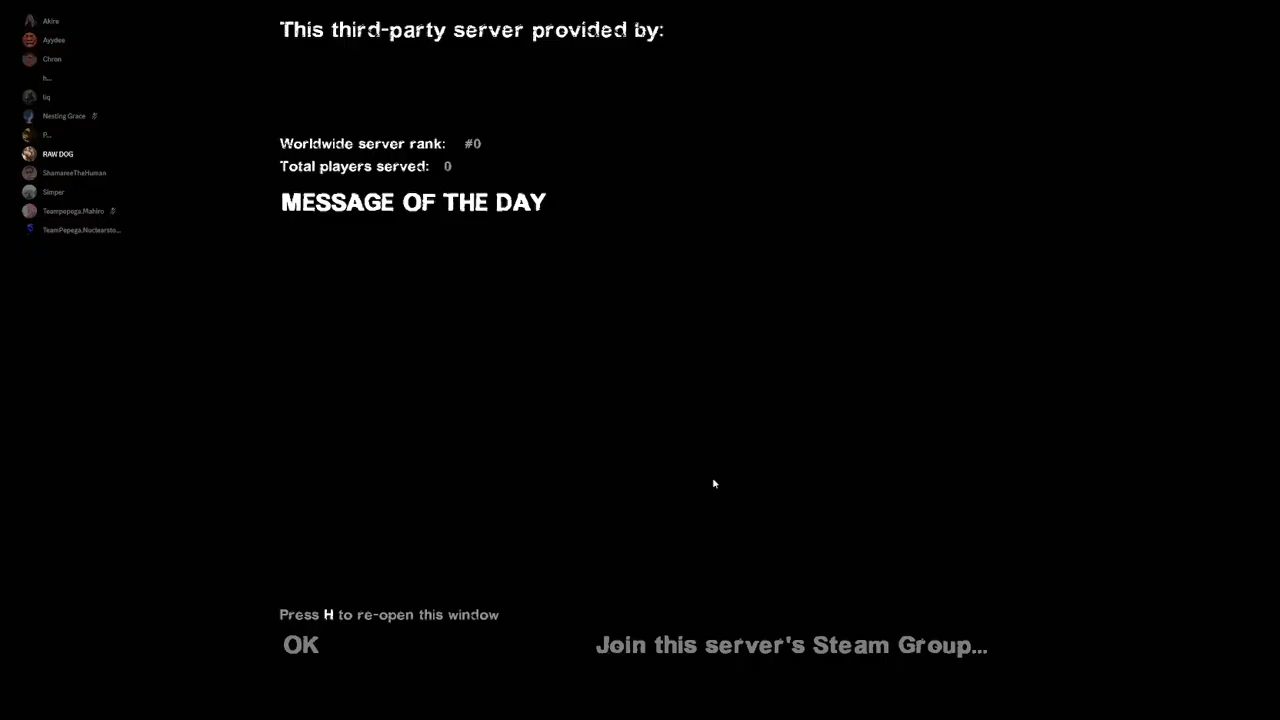 Akire
Ayydee
Chron
h...
liq
Nesting Grace
P...
RAW DOG
ShamareeTheHuman
Simper
Teampepega.Mahiro
TeamPepega.Nuclearsto...
This third-party server provided by:
Worldwide server rank: #0
Total players served: 0
MESSAGE OF THE DAY
Press H to re-open this window
OK
Join this server's Steam Group...